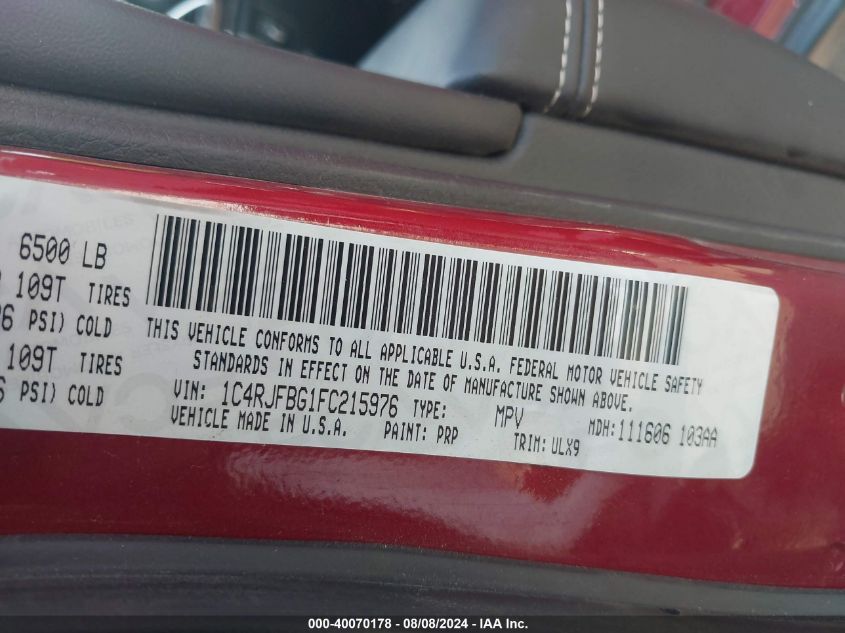 6500 LB
109T TIRES
PSI) COLD
109T TIRES
PSI) COLD
THIS VEHICLE CONFORMS TO ALL APPLICABLE U.S.A. FEDERAL MOTOR VEHICLE SAFETY
STANDARDS IN EFFECT ON THE DATE OF MANUFACTURE SHOWN ABOVE.
VIN: 1C4RJFBG1FC215976 TYPE: MPV MDH:111606 103AA
VEHICLE MADE IN U.S.A. PAINT: PRP TRIM: ULX9
000-40070178 - 08/08/2024 - IAA Inc.